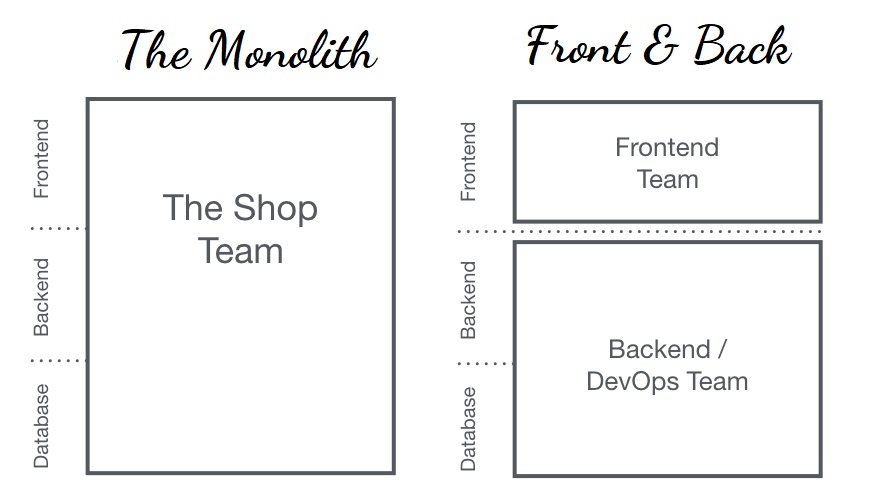 The Monolith
Frontend
Backend
Database
The Shop
Team
Front & Back
Frontend
Backend
Database
Frontend
Team
Backend /
DevOps Team